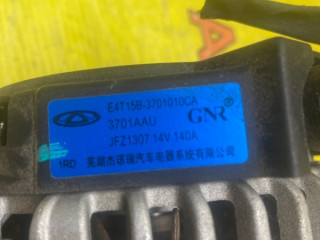 E4T15B-3701010CA
3701AAU
GNR®
JFZ1307 14V 140A
1RD
芜湖杰诺瑞汽车电器系统有限公司